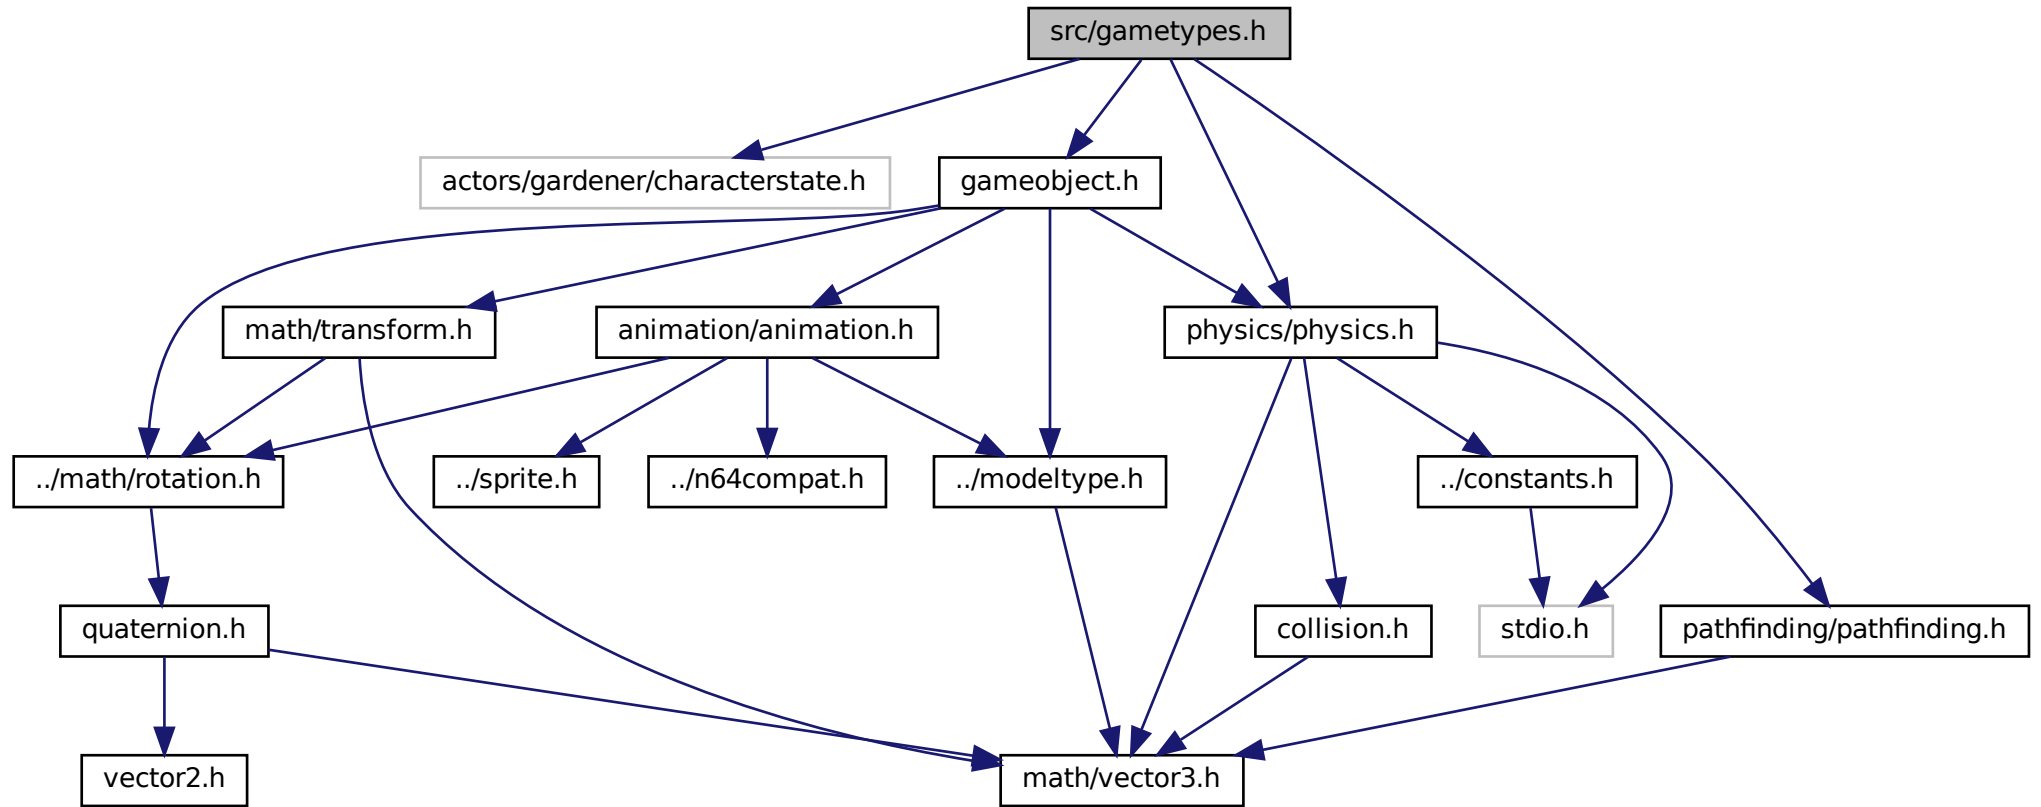 src/gametypes.h
actors/gardener/characterstate.h
gameobject.h
math/transform.h
animation/animation.h
physics/physics.h
../math/rotation.h
../sprite.h
../n64compat.h
../modeltype.h
../constants.h
quaternion.h
collision.h
stdio.h
pathfinding/pathfinding.h
vector2.h
math/vector3.h